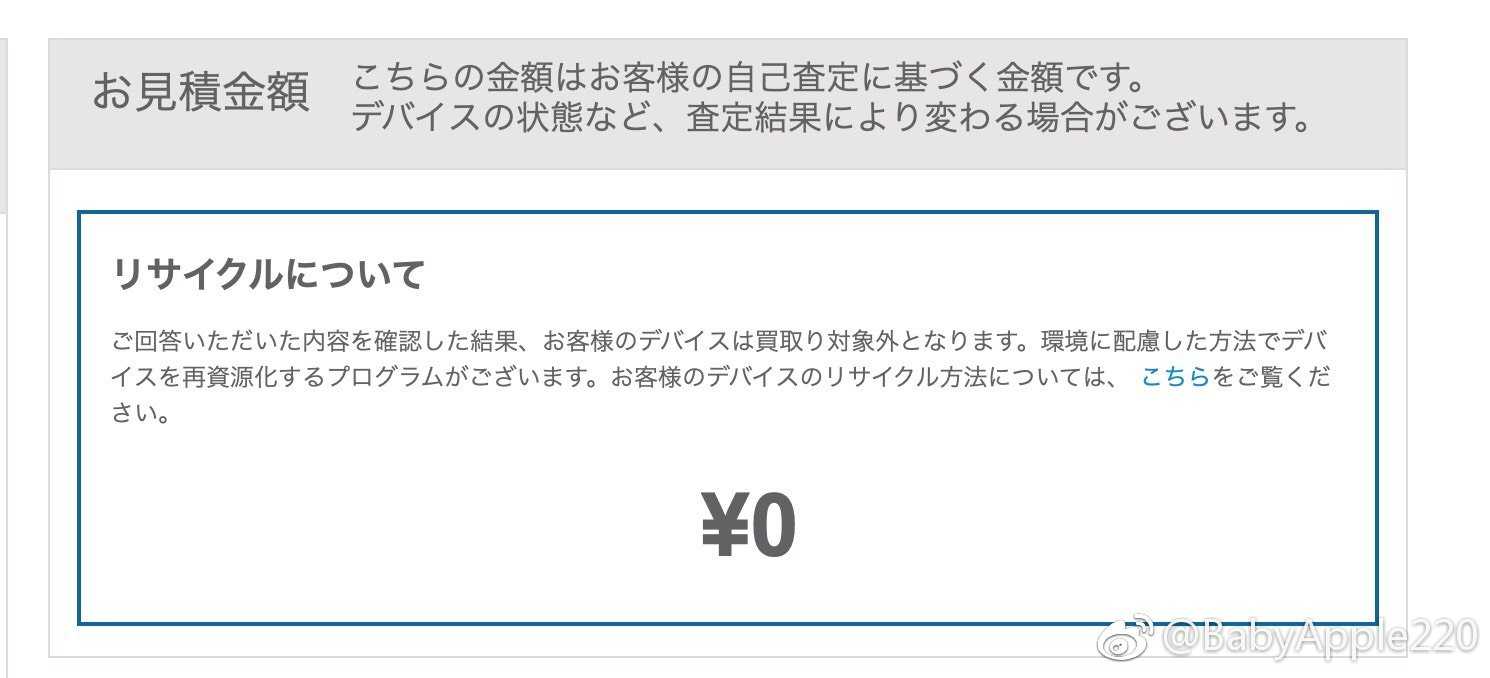 お見積金額
こちらの金額はお客様の自己査定に基づく金額です。
デバイスの状態など、査定結果により変わる場合がございます。
リサイクルについて
ご回答いただいた内容を確認した結果、お客様のデバイスは買取り対象外となります。環境に配慮した方法でデバ
イスを再資源化するプログラムがございます。お客様のデバイスのリサイクル方法については、 こちらをご覧くだ
さい。
¥0
@BabyApple220